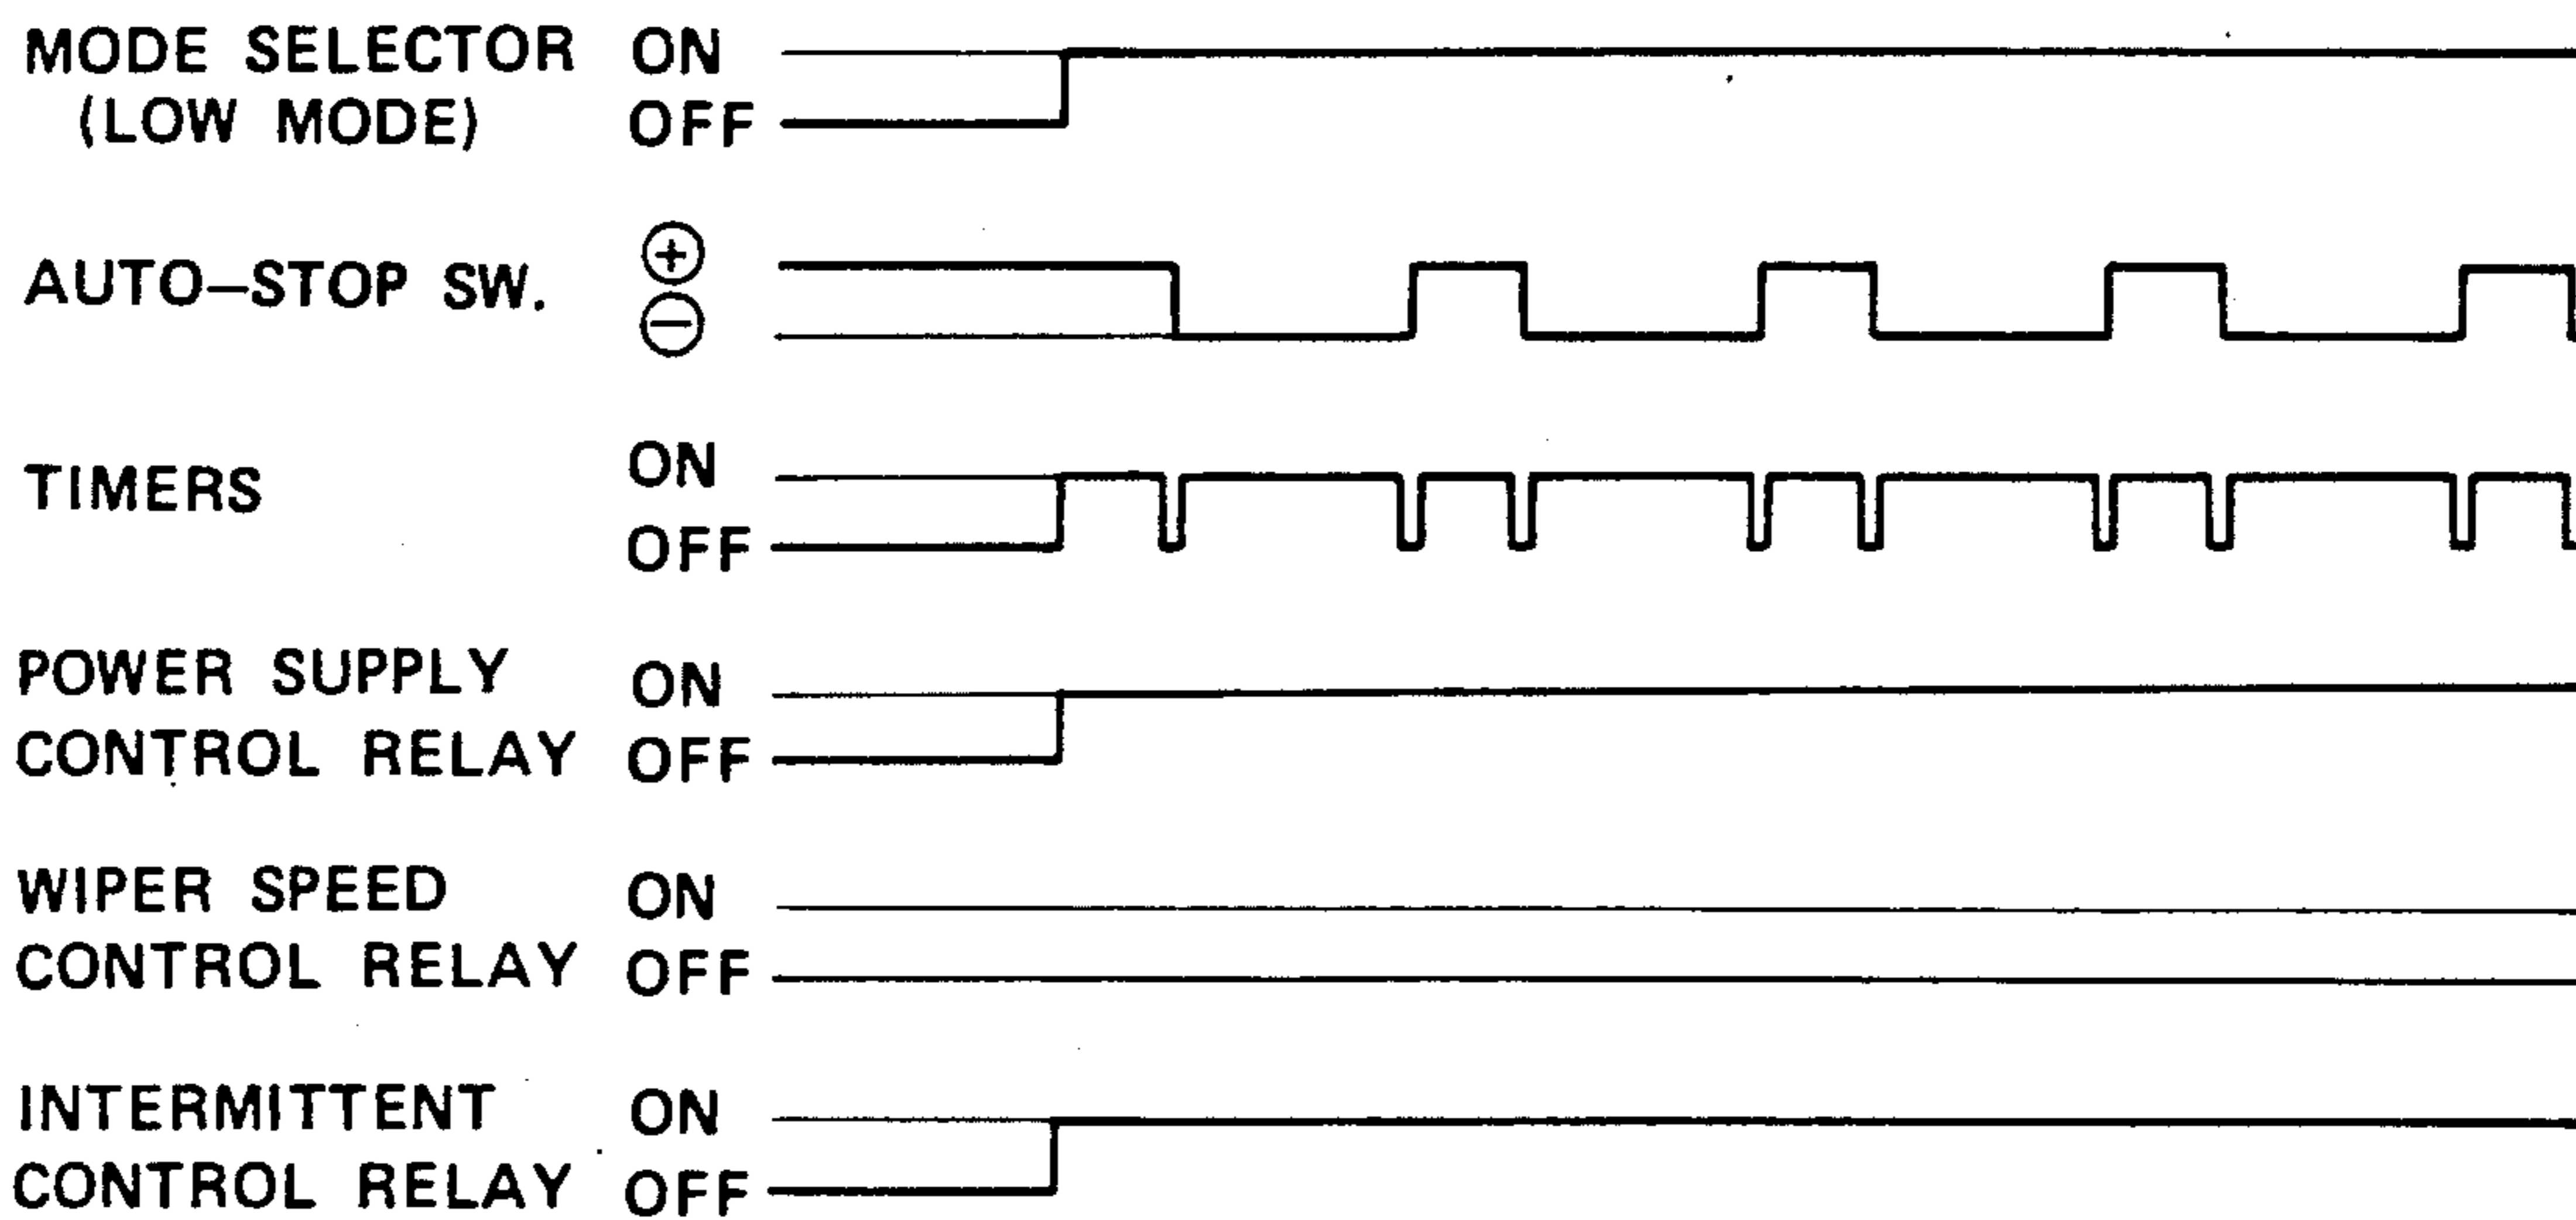 MODE SELECTOR ON
(LOW MODE) OFF
AUTO–STOP SW. ⊕
⊖
TIMERS ON
OFF
POWER SUPPLY ON
CONTROL RELAY OFF
WIPER SPEED ON
CONTROL RELAY OFF
INTERMITTENT ON
CONTROL RELAY OFF